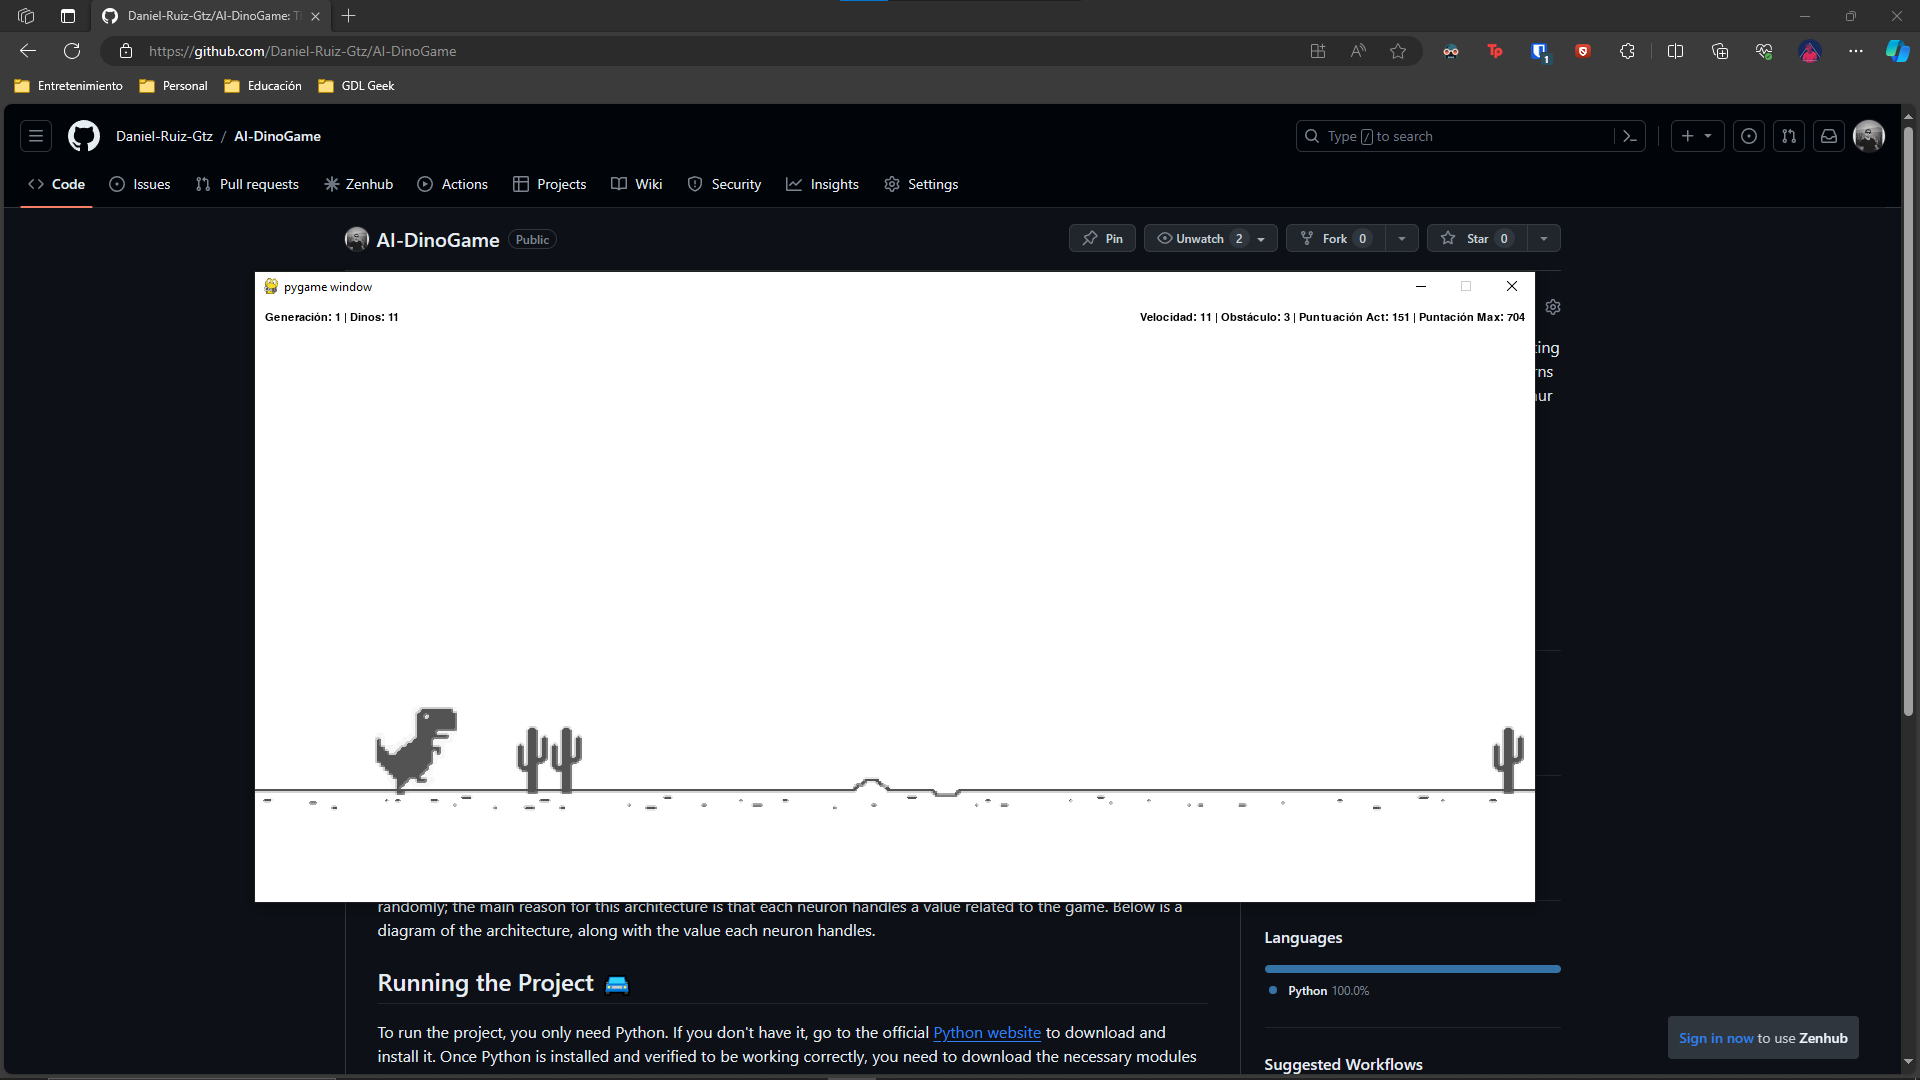 Daniel-Ruiz-Gtz/AI-DinoGame: T
https://github.com/Daniel-Ruiz-Gtz/AI-DinoGame
Tp
1
Entretenimiento
Personal
Educación
GDL Geek
Daniel-Ruiz-Gtz / AI-DinoGame
Type / to search
Code
Issues
Pull requests
Zenhub
Actions
Projects
Wiki
Security
Insights
Settings
AI-DinoGame Public
Pin
Unwatch 2
Fork 0
Star 0
pygame window
Generación: 1 | Dinos: 11
Velocidad: 11 | Obstáculo: 3 | Puntuación Act: 151 | Puntación Max: 704
randomly; the main reason for this architecture is that each neuron handles a value related to the game. Below is a
diagram of the architecture, along with the value each neuron handles.
Running the Project
To run the project, you only need Python. If you don't have it, go to the official Python website to download and
install it. Once Python is installed and verified to be working correctly, you need to download the necessary modules
Languages
Python 100.0%
Suggested Workflows
Sign in now to use Zenhub